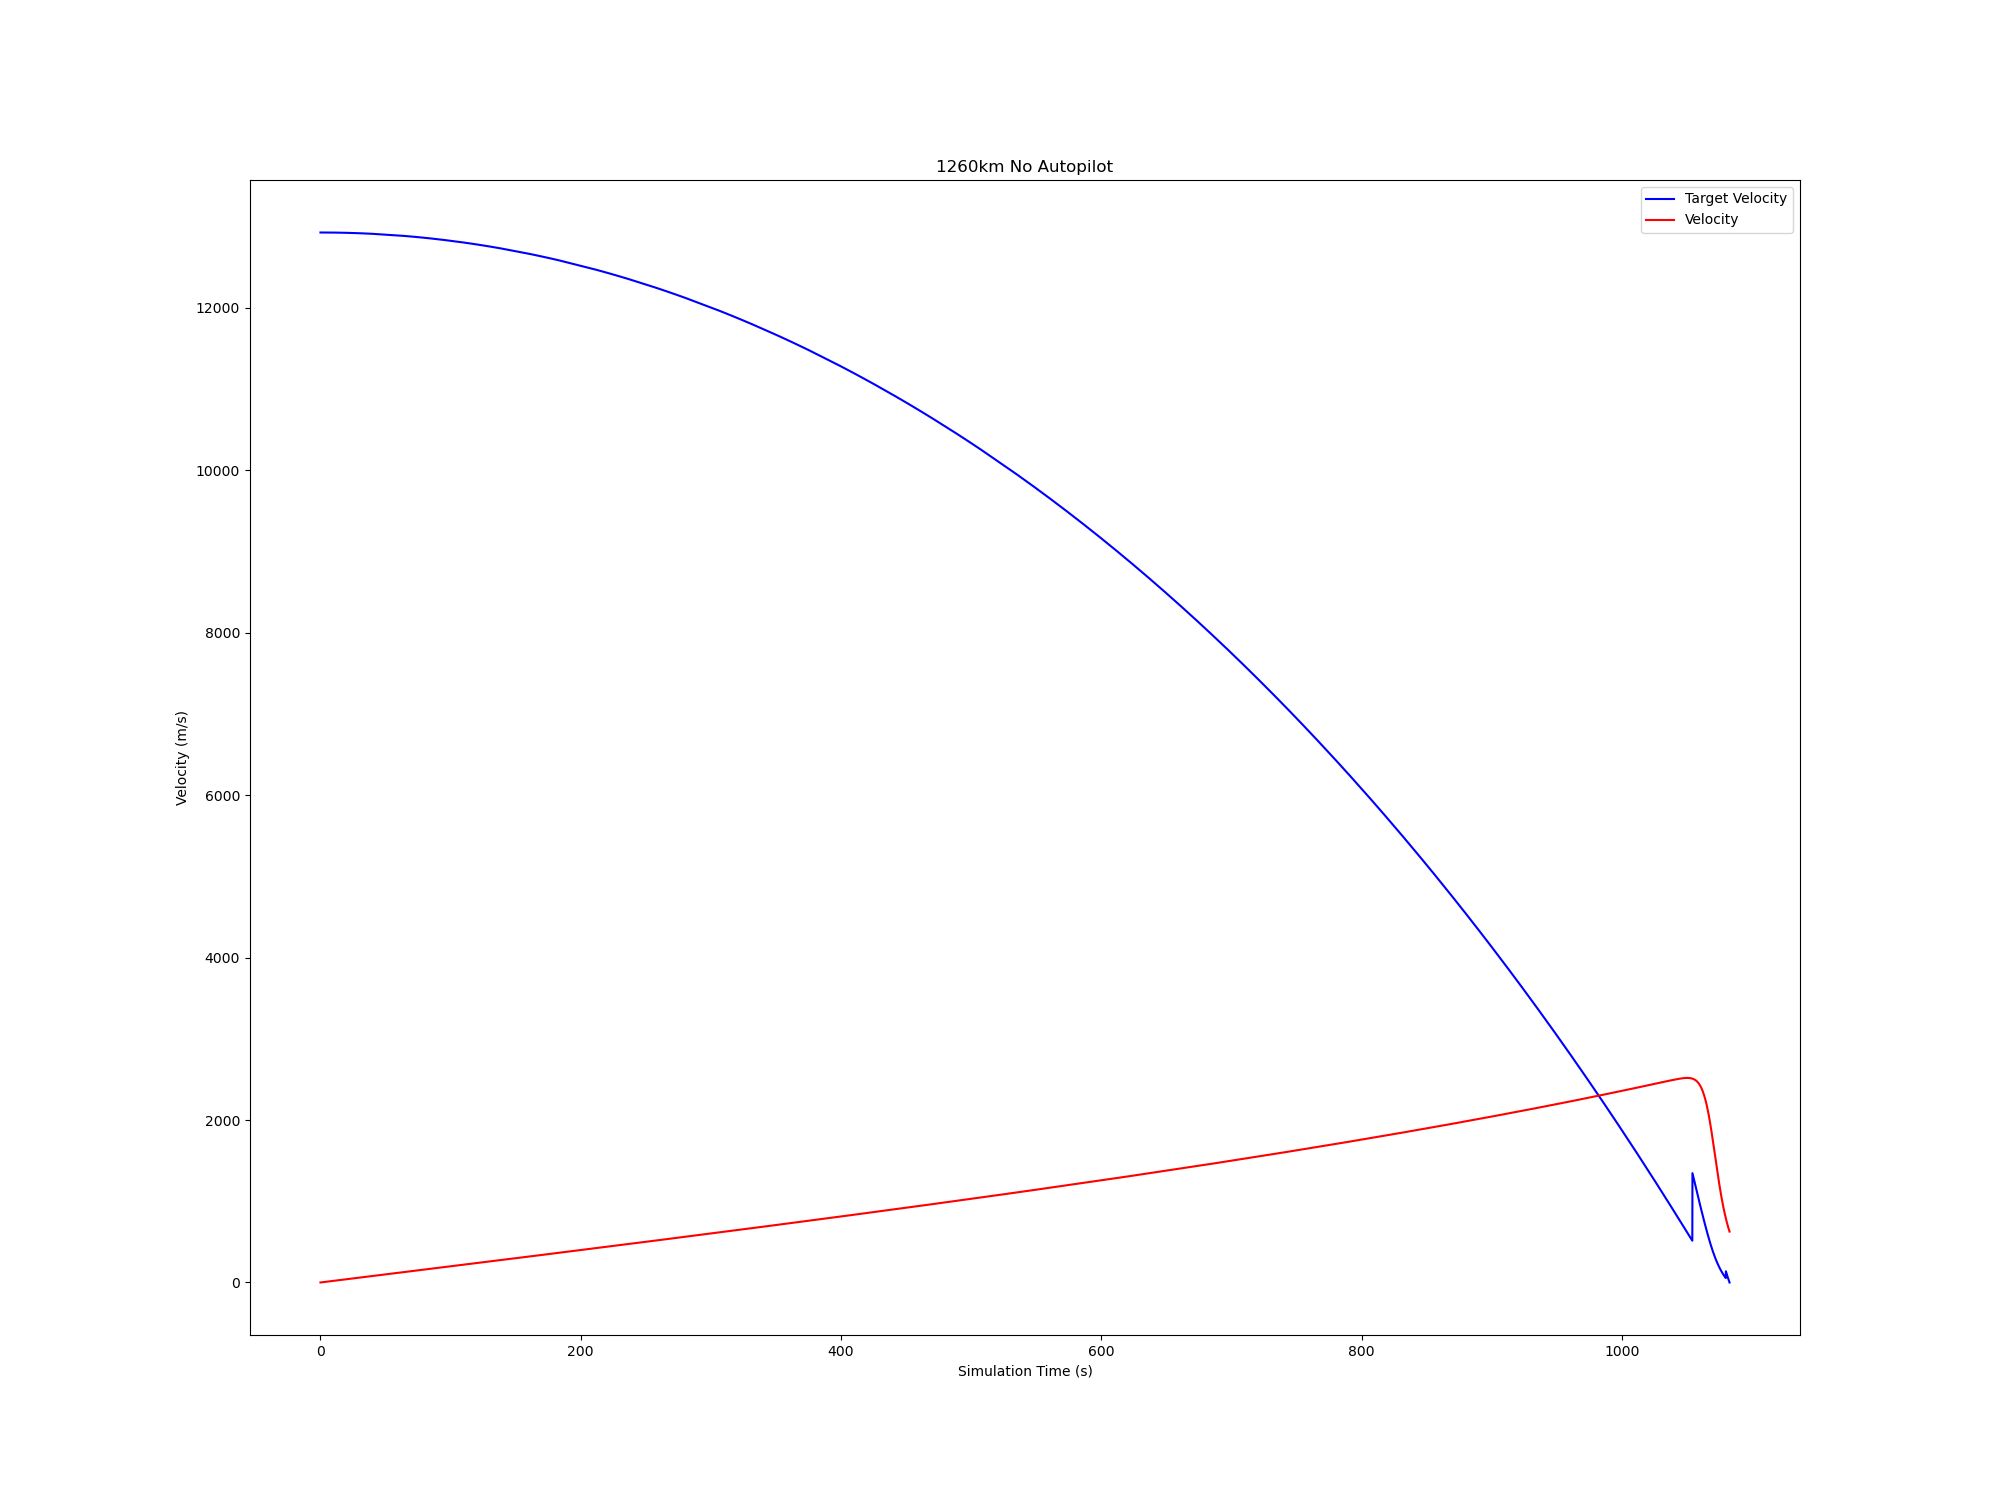 1260km No Autopilot
Target Velocity
Velocity
12000
10000
8000
6000
4000
2000
0
Velocity (m/s)
0 200 400 600 800 1000
Simulation Time (s)